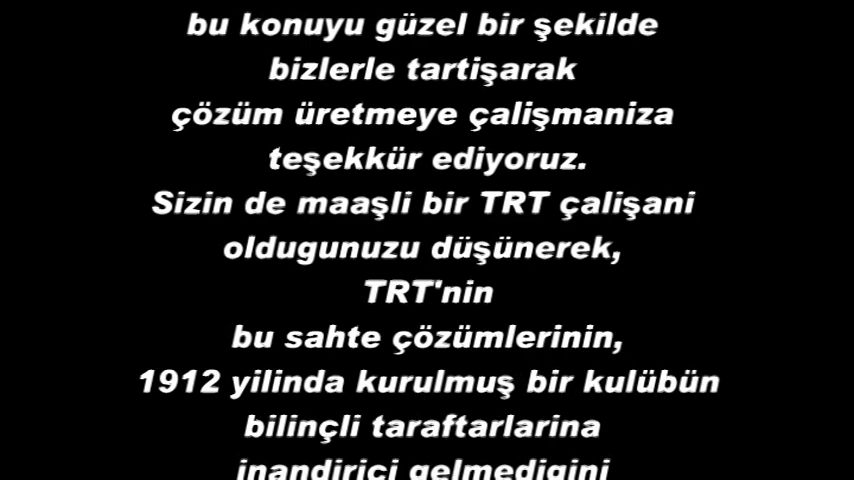 bu konuyu güzel bir şekilde
bizlerle tartişarak
çözüm üretmeye çalişmaniza
teşekkür ediyoruz.
Sizin de maaşli bir TRT çalişani
oldugunuzu düşünerek,
TRT'nin
bu sahte çözümlerinin,
1912 yilinda kurulmuş bir kulübün
bilinçli taraftarlarina
inandirici gelmedigini